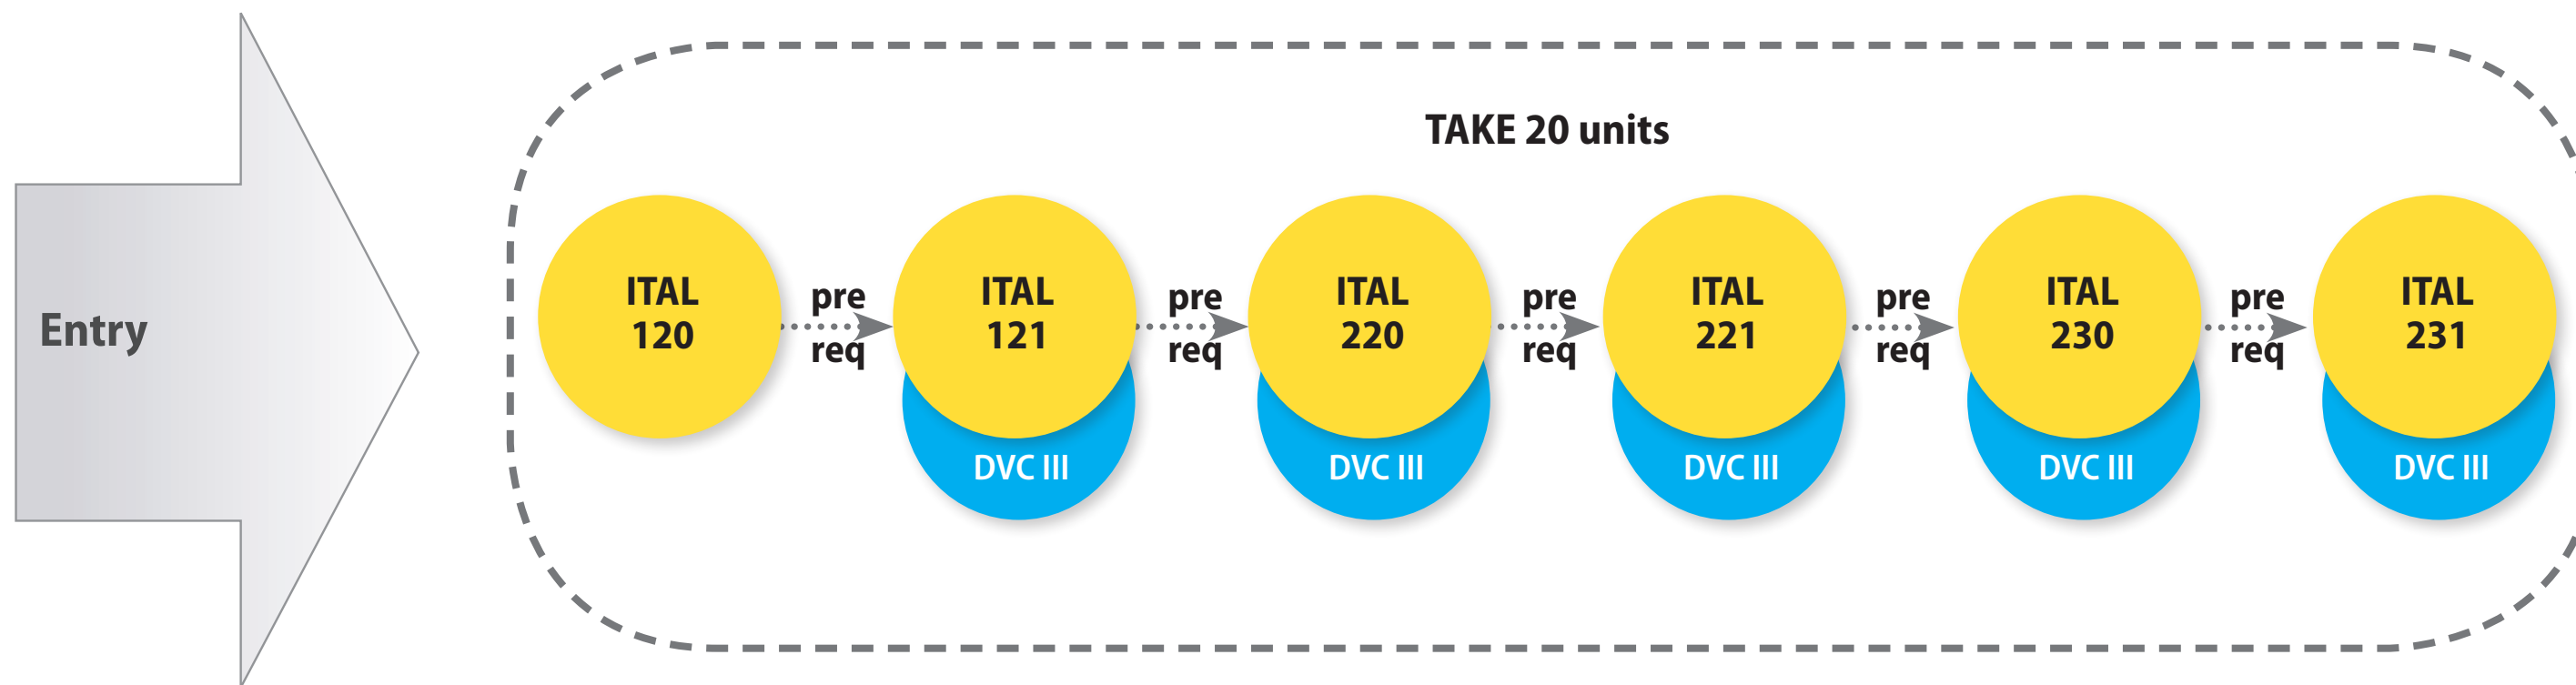 TAKE 20 units
Entry
ITAL
120
pre
req
ITAL
121
DVC III
pre
req
ITAL
220
DVC III
pre
req
ITAL
221
DVC III
pre
req
ITAL
230
DVC III
pre
req
ITAL
231
DVC III